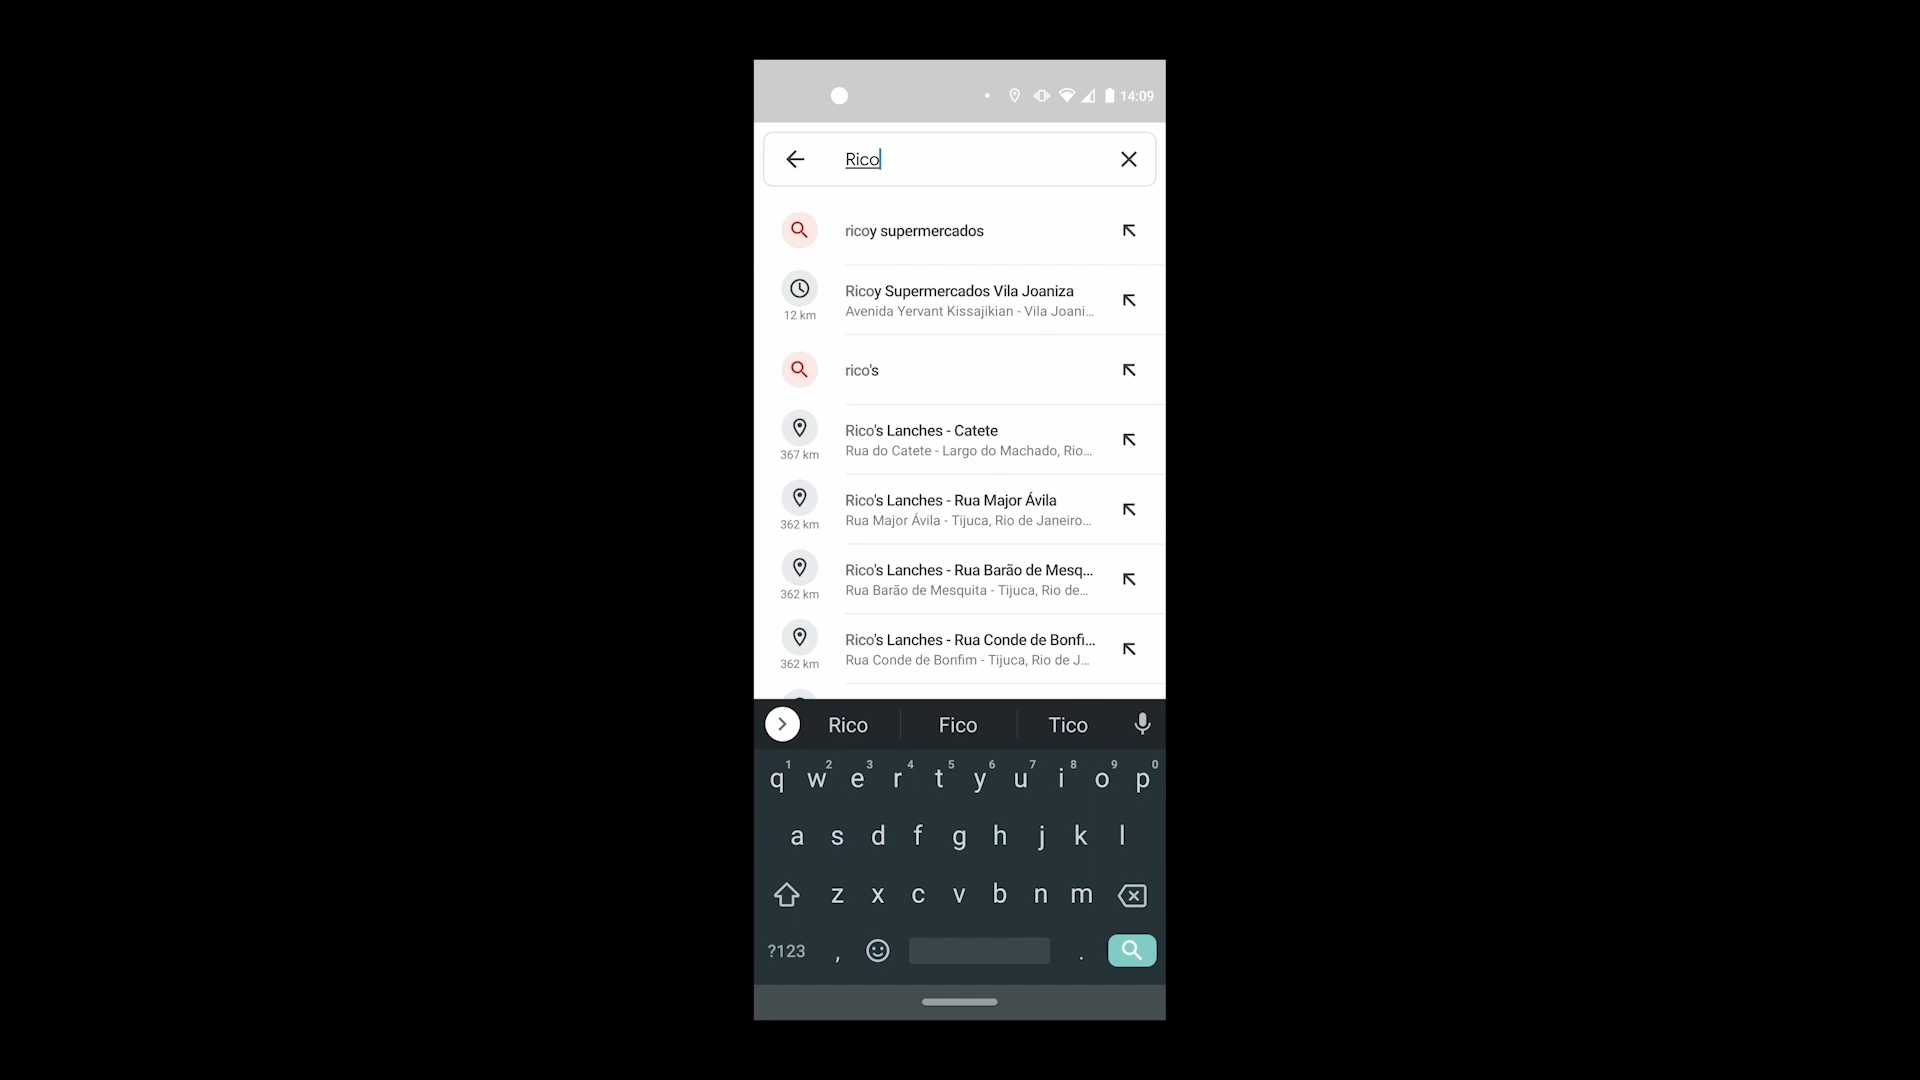 14:09
Rico
ricoy supermercados
Ricoy Supermercados Vila Joaniza
12 km
Avenida Yervant Kissajikian - Vila Joani...
rico's
Rico's Lanches - Catete
367 km
Rua do Catete - Largo do Machado, Rio...
Rico's Lanches - Rua Major Ávila
362 km
Rua Major Ávila - Tijuca, Rio de Janeiro...
Rico's Lanches - Rua Barão de Mesq...
362 km
Rua Barão de Mesquita - Tijuca, Rio de...
Rico's Lanches - Rua Conde de Bonfi...
362 km
Rua Conde de Bonfim - Tijuca, Rio de J...
Rico Fico Tico
1 2 3 4 5 6 7 8 9 0
q w e r t y u i o p
a s d f g h j k l
z x c v b n m
?123 , .